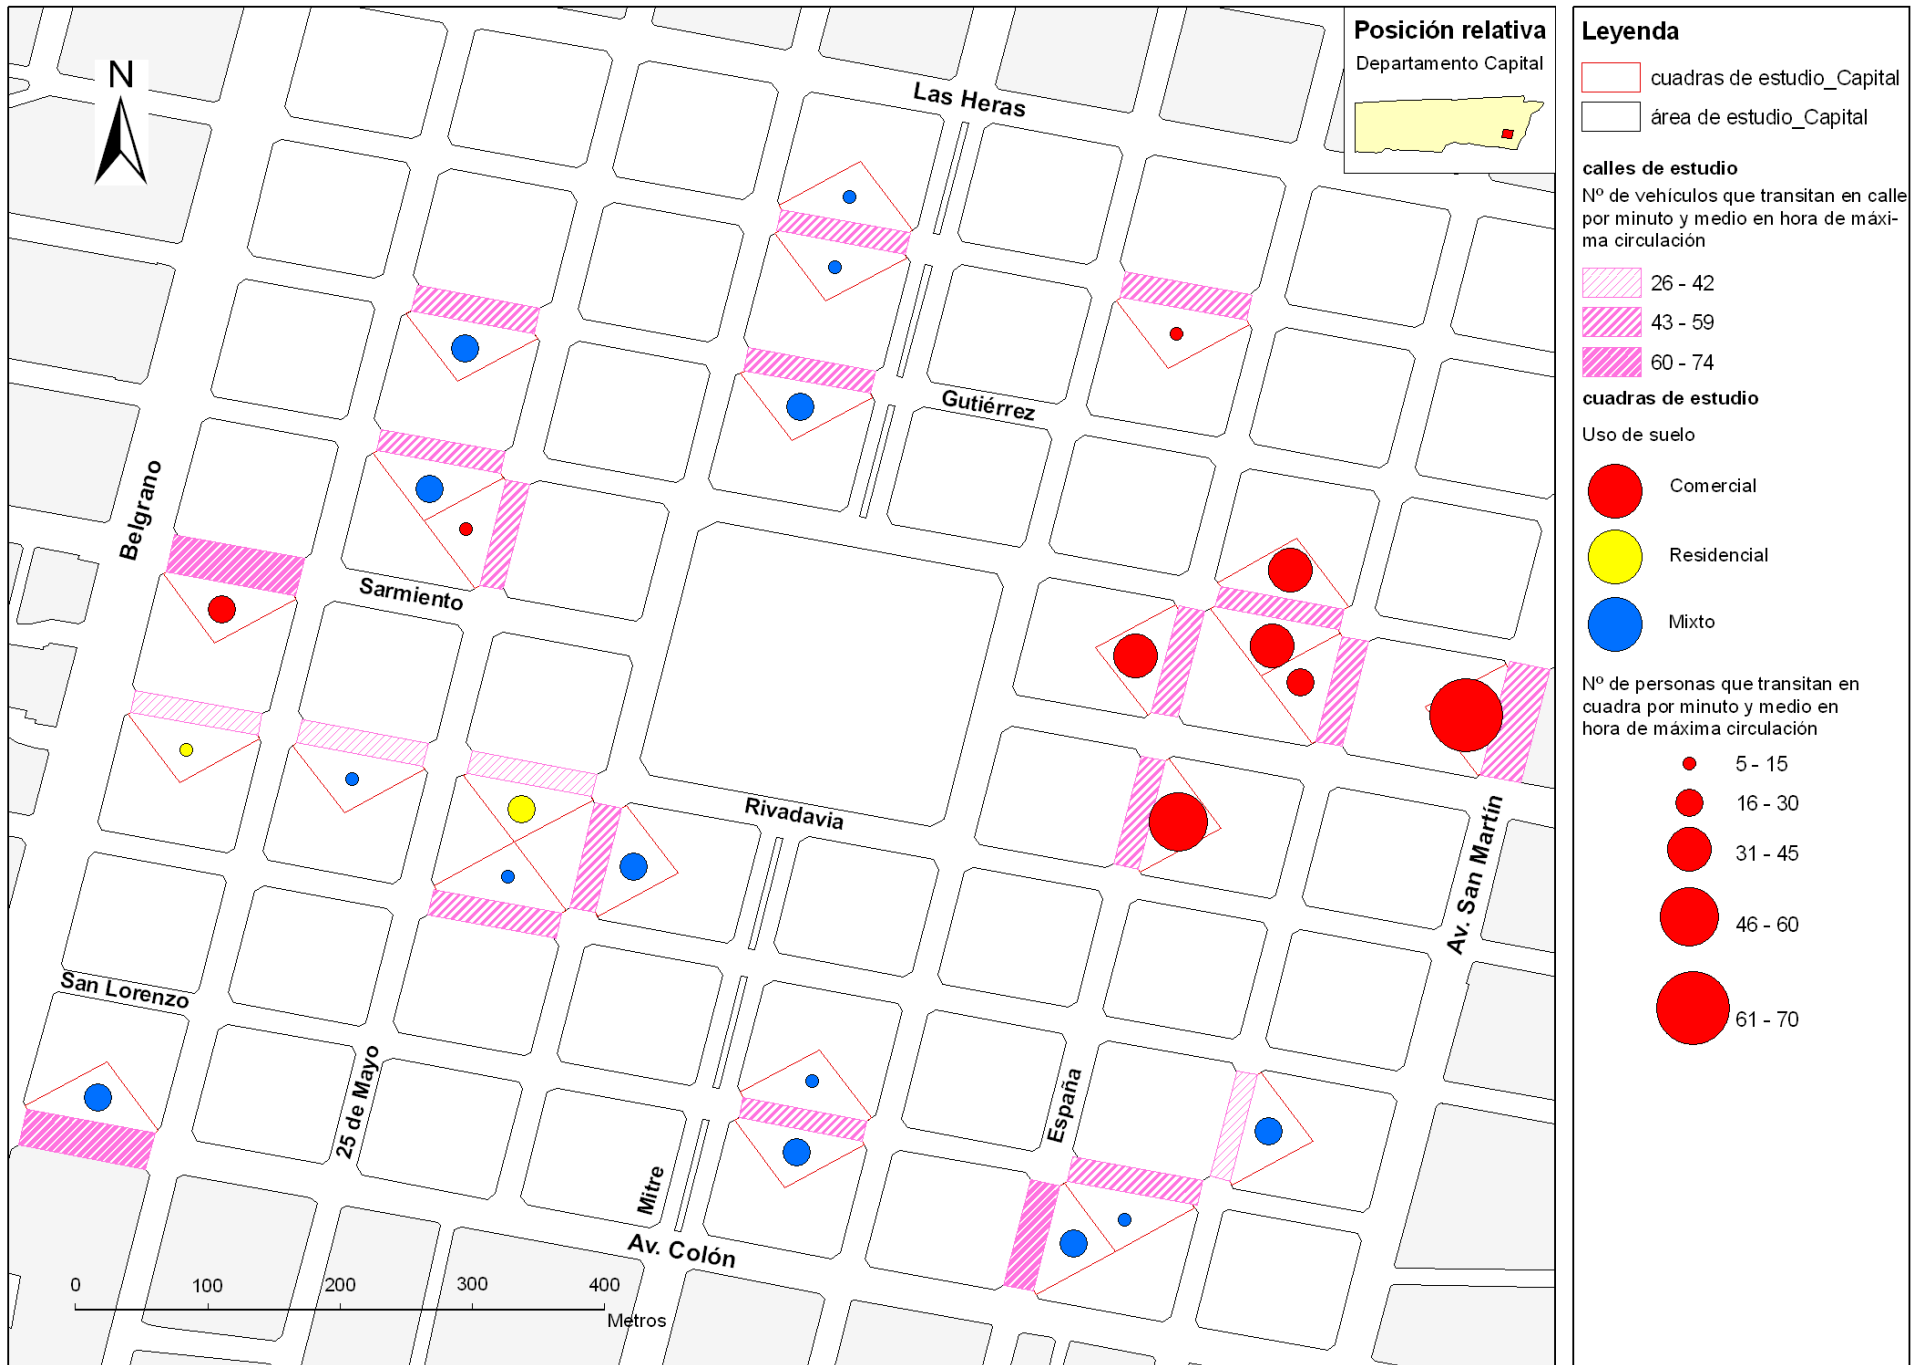 N
Las Heras
Gutiérrez
Belgrano
Sarmiento
Rivadavia
Av. San Martín
San Lorenzo
25 de Mayo
Mitre
España
Av. Colón
0 100 200 300 400
Metros
Posición relativa
Departamento Capital
Leyenda
cuadras de estudio_Capital
área de estudio_Capital
calles de estudio
Nº de vehículos que transitan en calle
por minuto y medio en hora de máxi-
ma circulación
26 - 42
43 - 59
60 - 74
cuadras de estudio
Uso de suelo
Comercial
Residencial
Mixto
Nº de personas que transitan en
cuadra por minuto y medio en
hora de máxima circulación
5 - 15
16 - 30
31 - 45
46 - 60
61 - 70